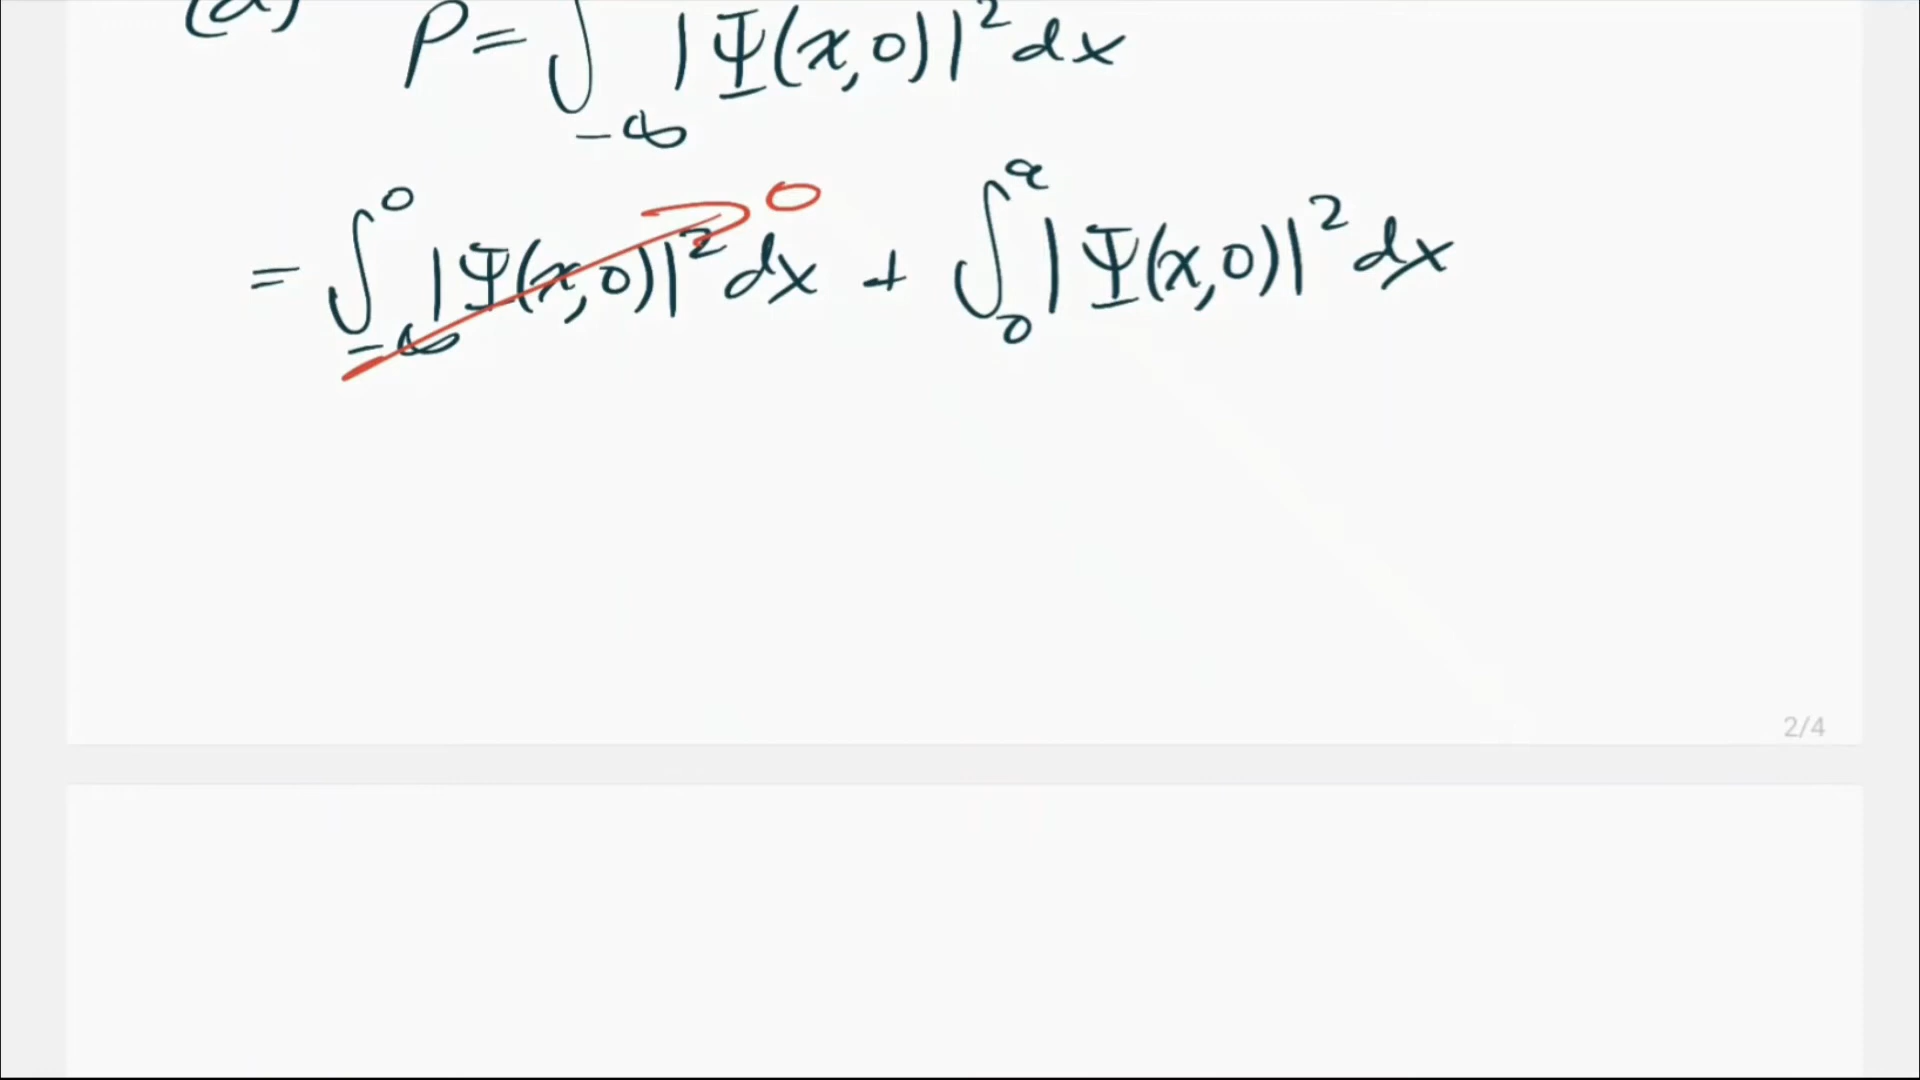 (d) P = ∫_{-∞} |Ψ(x,0)|² dx
= ∫_{-∞}^{0} |Ψ(x,0)|² dx 0 + ∫_{0}^{a} |Ψ(x,0)|² dx
2/4